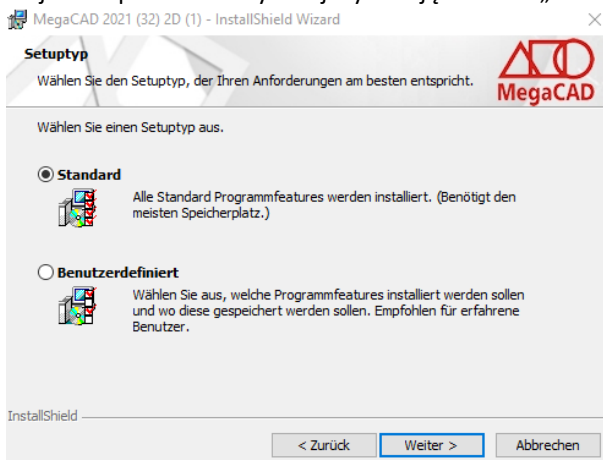 MegaCAD 2021 (32) 2D (1) - InstallShield Wizard
Setuptyp
Wählen Sie den Setuptyp, der Ihren Anforderungen am besten entspricht.
MegaCAD
Wählen Sie einen Setuptyp aus.
Standard
Alle Standard Programmfeatures werden installiert. (Benötigt den
meisten Speicherplatz.)
Benutzerdefiniert
Wählen Sie aus, welche Programmfeatures installiert werden sollen
und wo diese gespeichert werden sollen. Empfohlen für erfahrene
Benutzer.
InstallShield
< Zurück Weiter > Abbrechen